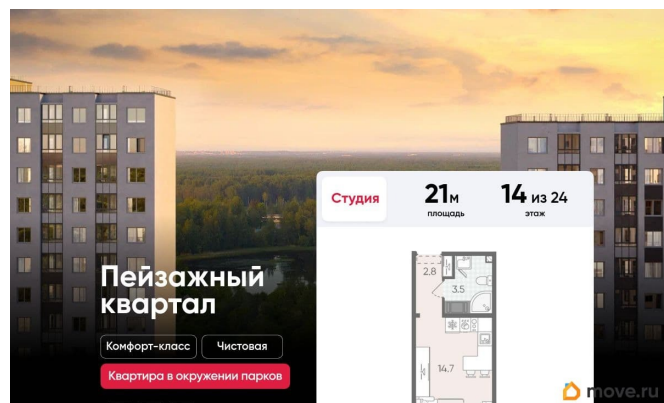 Студия
21м
площадь
14 из 24
этаж
2.8
3.5
14.7
Пейзажный
квартал
Комфорт-класс
Чистовая
Квартира в окружении парков
move.ru